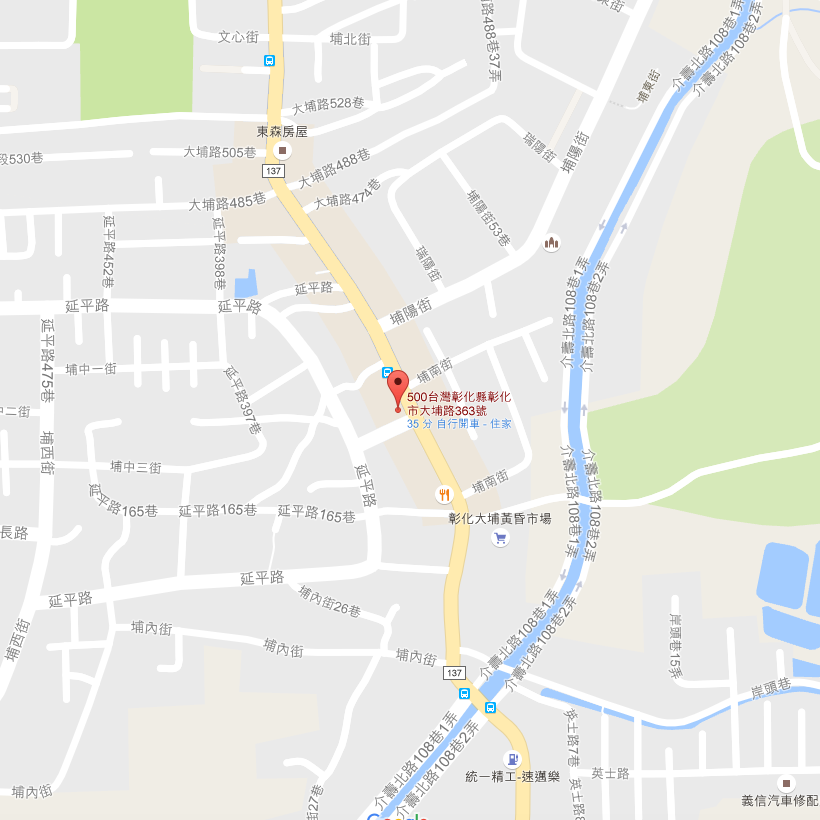 文心街
埔北街
大埔路488巷37弄
東街
介壽北路108巷1弄
介壽北路108巷2弄
埔東街
大埔路528巷
東森房屋
段530巷
大埔路505巷
137
大埔路488巷
瑞陽街
埔陽街
大埔路485巷
大埔路474巷
埔陽街53巷
延平路452巷
延平路398巷
瑞陽街
延平路
延平路
延平路
埔陽街
介壽北路108巷1弄
介壽北路108巷2弄
延平路475巷
埔中一街
埔南街
延平路397巷
500台灣彰化縣彰化
市大埔路363號
35 分 自行開車 - 住家
中二街
埔西街
埔中三街
延平路
埔南街
介壽北路108巷1弄
介壽北路108巷2弄
延平路165巷
延平路165巷
延平路165巷
彰化大埔黃昏市場
長路
延平路
延平路
埔內街26巷
介壽北路108巷1弄
介壽北路108巷2弄
埔西街
埔內街
埔內街
埔內街
岸頭巷15弄
137
岸頭巷
介壽北路108巷1弄
介壽北路108巷2弄
英士路7巷
統一精工-速邁樂
英士路
英士路8
埔內街
街27巷
義信汽車修配
Google